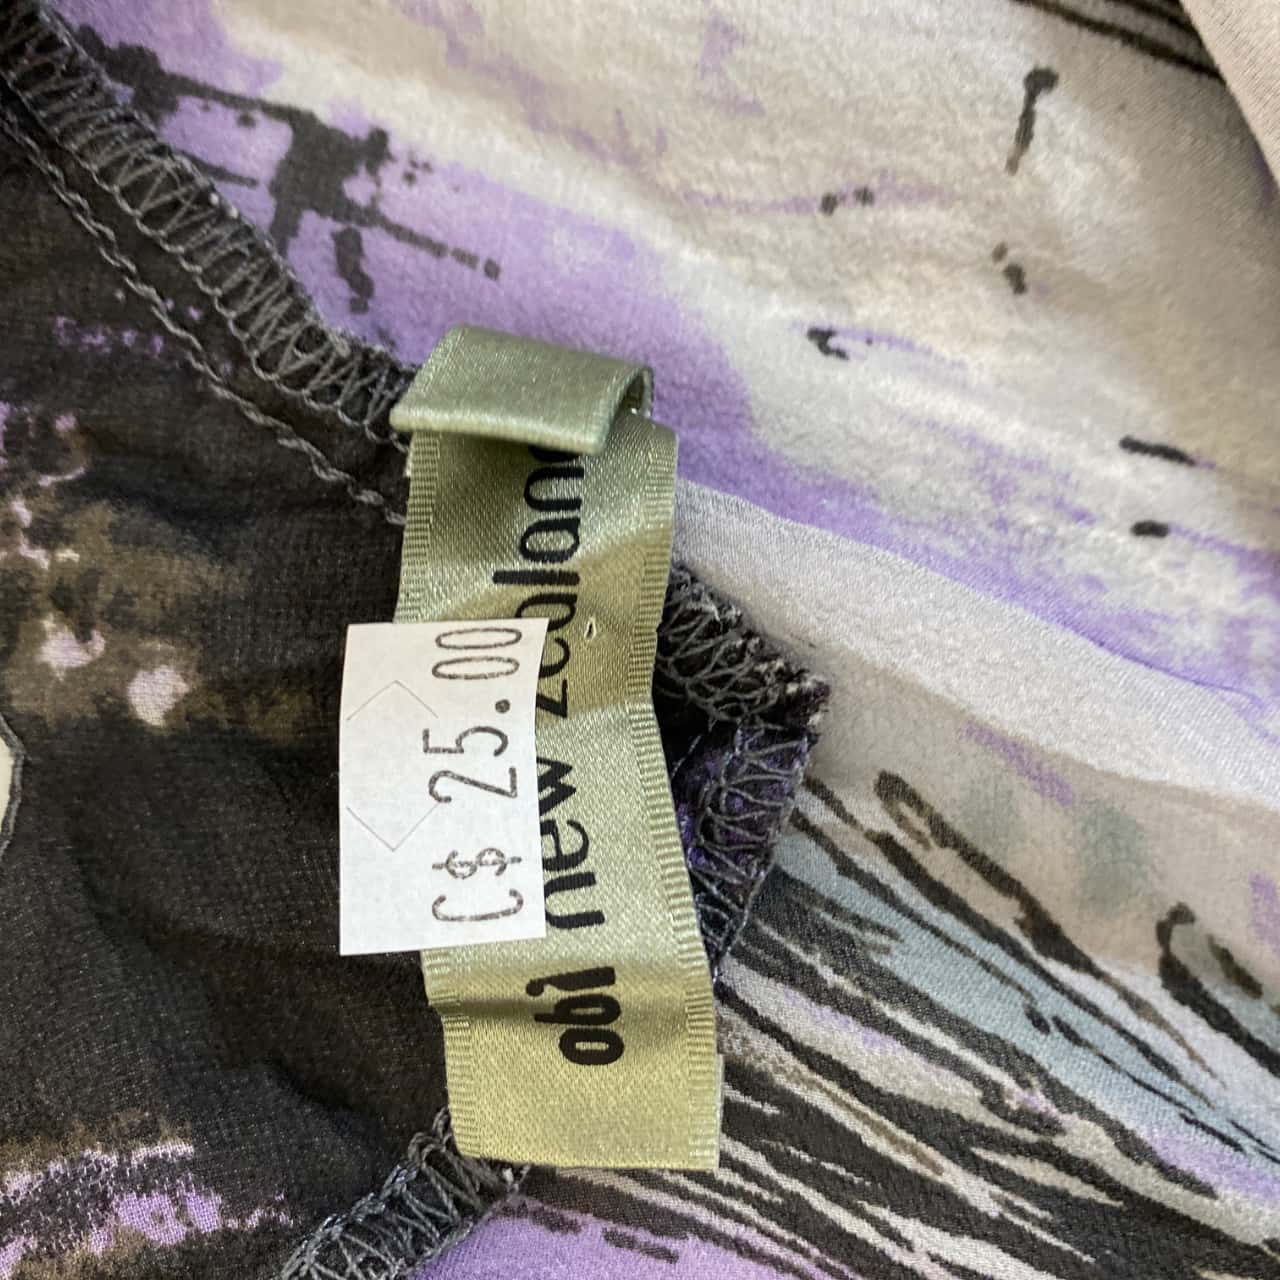 obi new zealand
C$ 25.00